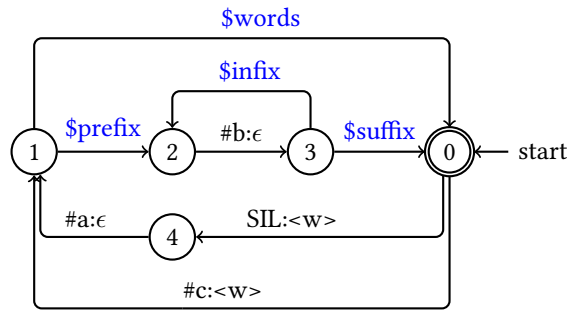 $words
$infix
$prefix
#b:ϵ
$suffix
1
2
3
0
start
#a:ϵ
SIL:<w>
4
#c:<w>